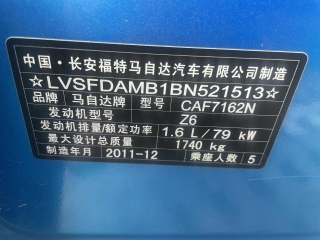 中国·长安福特马自达汽车有限公司制造
☆LVSFDAMB1BN521513☆
品牌 马自达牌 型号 CAF7162N
发动机型号 Z6
发动机排量/额定功率 1.6 L/79 kW
最大设计总质量 1740 kg
制造年月 2011-12 乘座人数 5